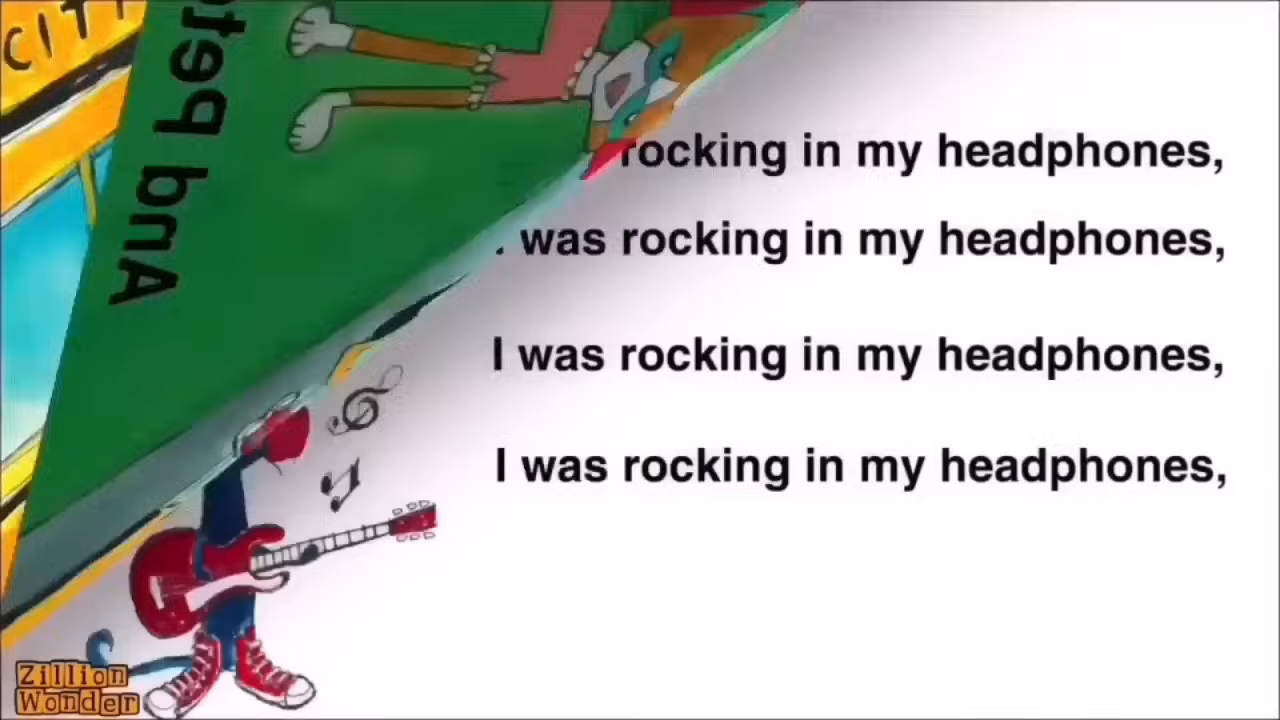 CIT
And pet
rocking in my headphones,
was rocking in my headphones,
I was rocking in my headphones,
I was rocking in my headphones,
Zillion
Wonder